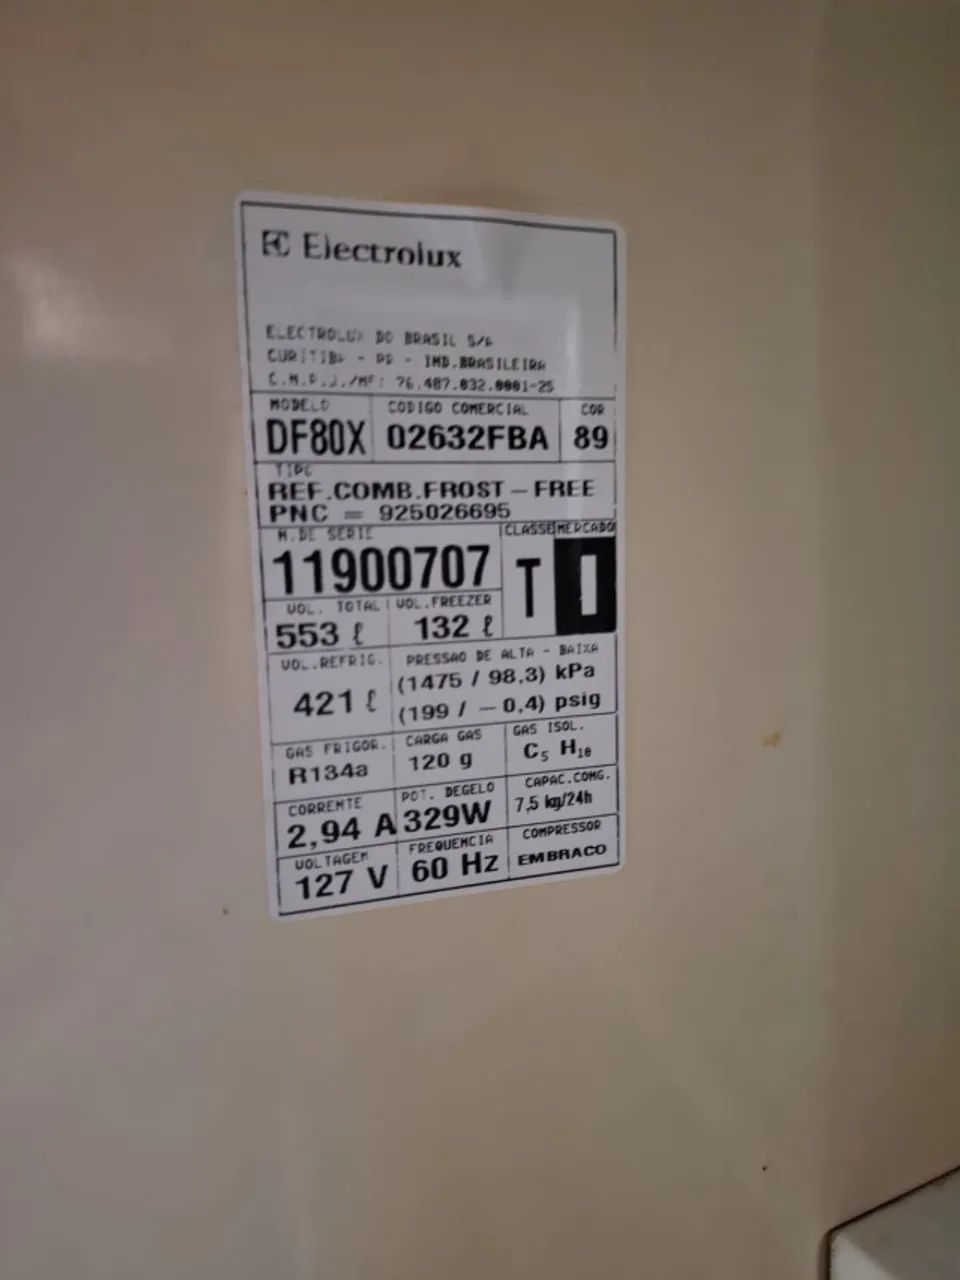 Electrolux
ELECTROLUX DO BRASIL S/A
CURITIBA - PR - IND.BRASILEIRA
C.N.P.J./MF: 76.487.032.0001-25
MODELO CODIGO COMERCIAL COR
DF80X 02632FBA 89
TIPO
REF.COMB.FROST-FREE
PNC = 925026695
N.DE SERIE CLASSE MERCADO
11900707 T I
VOL. TOTAL VOL.FREEZER
553 ℓ 132 ℓ
VOL.REFRIG. PRESSAO DE ALTA - BAIXA
421 ℓ (1475 / 98,3) kPa
(199 / - 0,4) psig
GAS FRIGOR. CARGA GAS GAS ISOL.
R134a 120 g C₅ H₁₀
CORRENTE POT. DEGELO CAPAC.CONG.
2,94 A 329W 7,5 kg/24h
VOLTAGEM FREQUENCIA COMPRESSOR
127 V 60 Hz EMBRACO